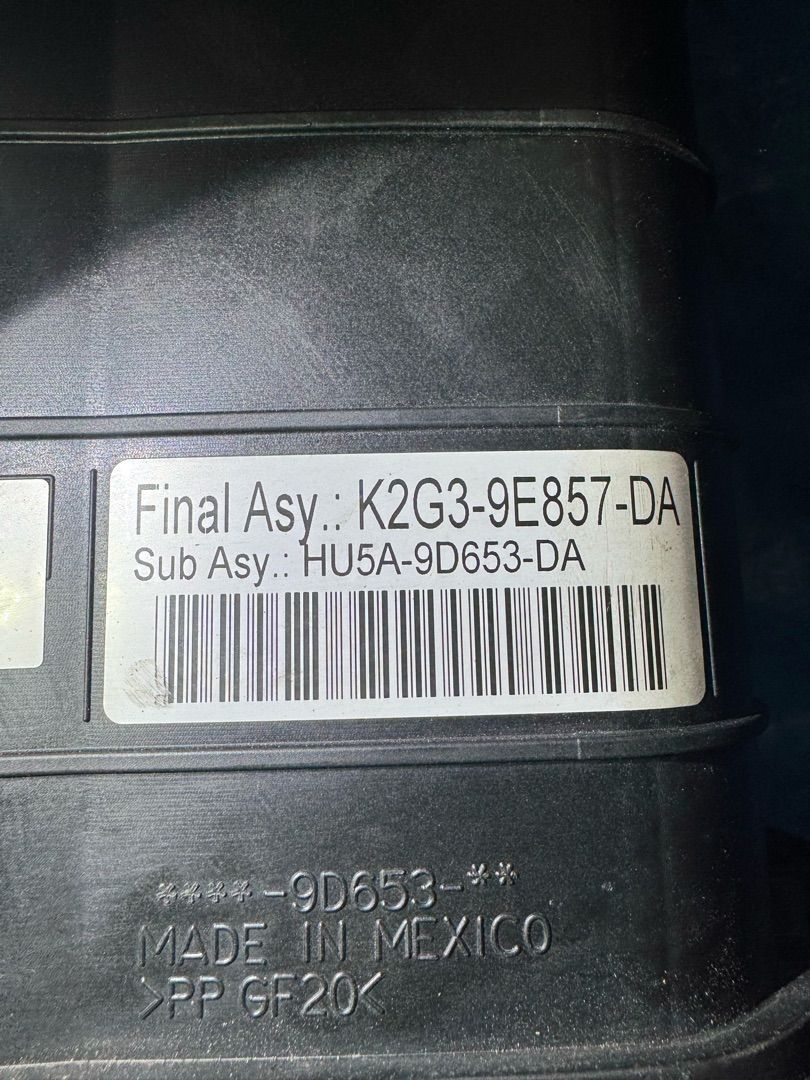 Final Asy.: K2G3-9E857-DA
Sub Asy.: HU5A-9D653-DA
****-9D653-**
MADE IN MEXICO
>PP GF20<